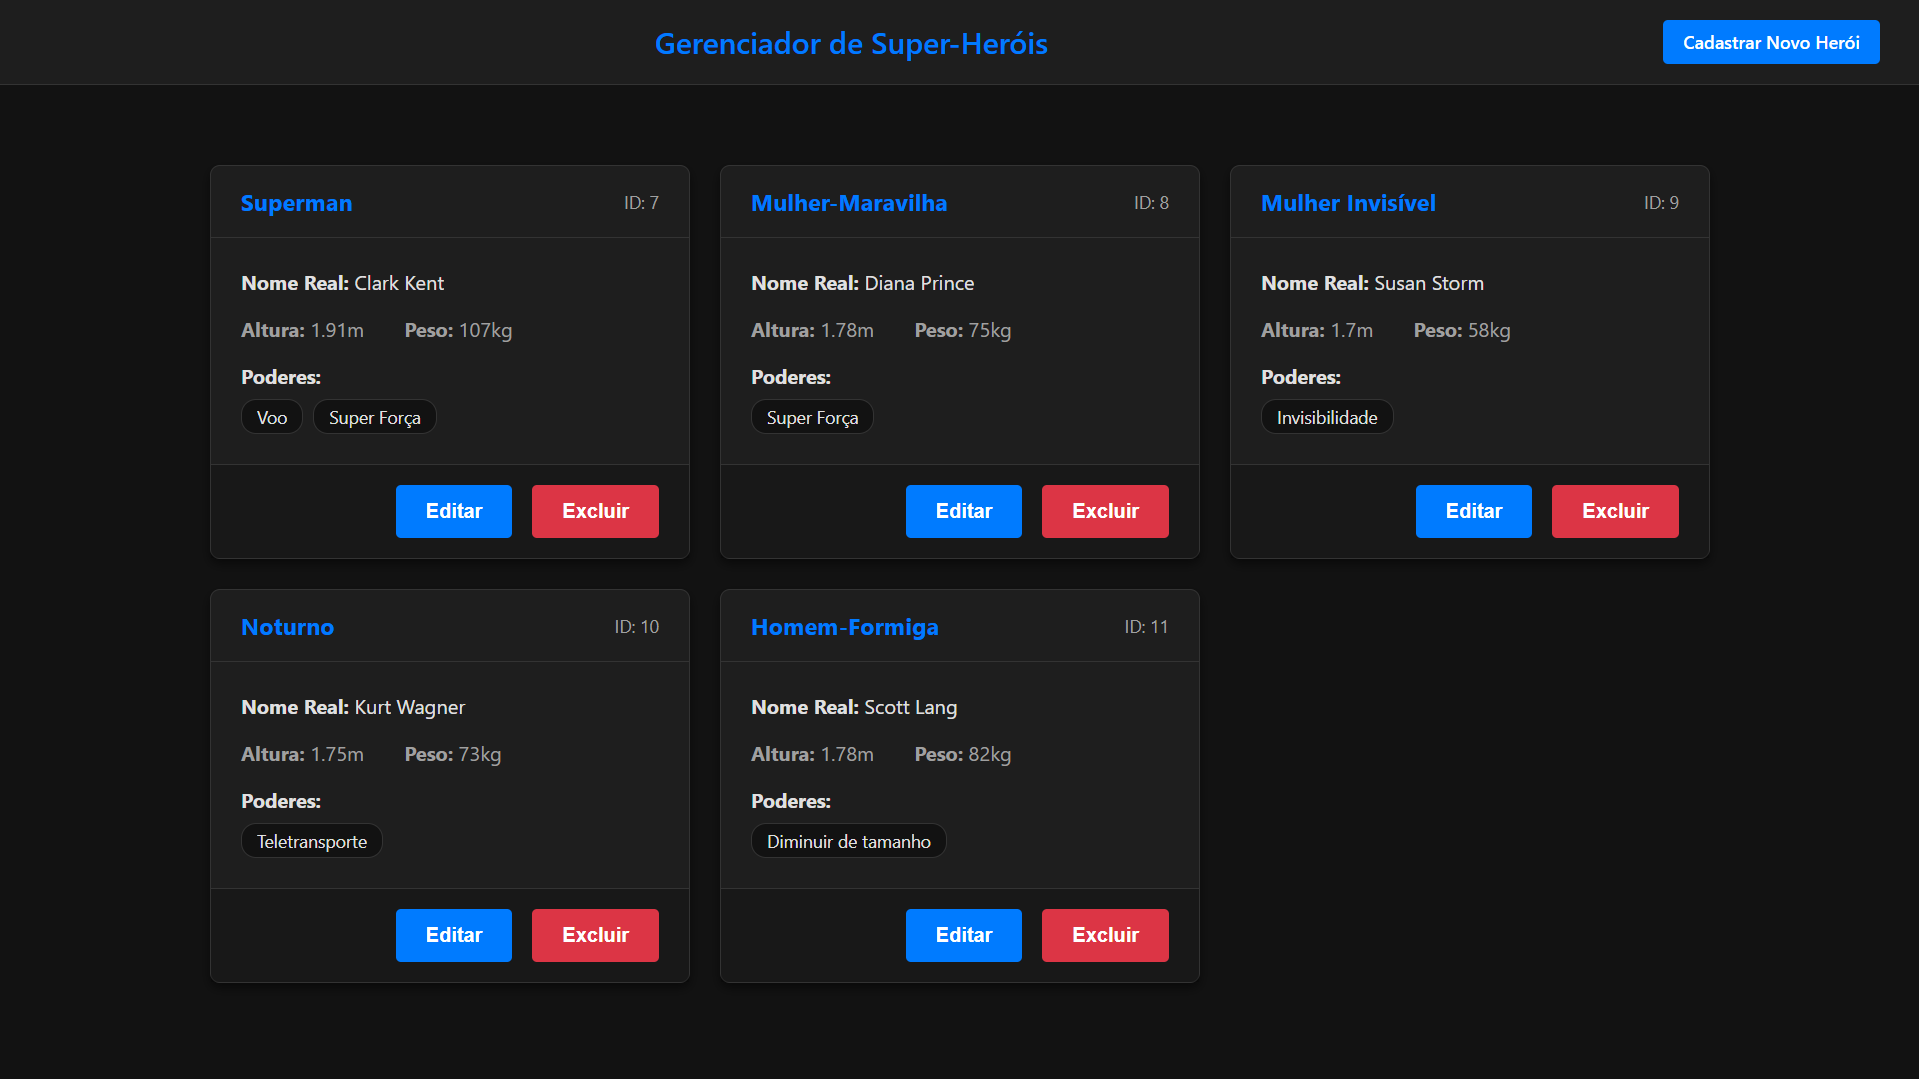 Gerenciador de Super-Heróis
Cadastrar Novo Herói
Superman
ID: 7
Nome Real: Clark Kent
Altura: 1.91m Peso: 107kg
Poderes:
Voo Super Força
Editar Excluir
Mulher-Maravilha
ID: 8
Nome Real: Diana Prince
Altura: 1.78m Peso: 75kg
Poderes:
Super Força
Editar Excluir
Mulher Invisível
ID: 9
Nome Real: Susan Storm
Altura: 1.7m Peso: 58kg
Poderes:
Invisibilidade
Editar Excluir
Noturno
ID: 10
Nome Real: Kurt Wagner
Altura: 1.75m Peso: 73kg
Poderes:
Teletransporte
Editar Excluir
Homem-Formiga
ID: 11
Nome Real: Scott Lang
Altura: 1.78m Peso: 82kg
Poderes:
Diminuir de tamanho
Editar Excluir